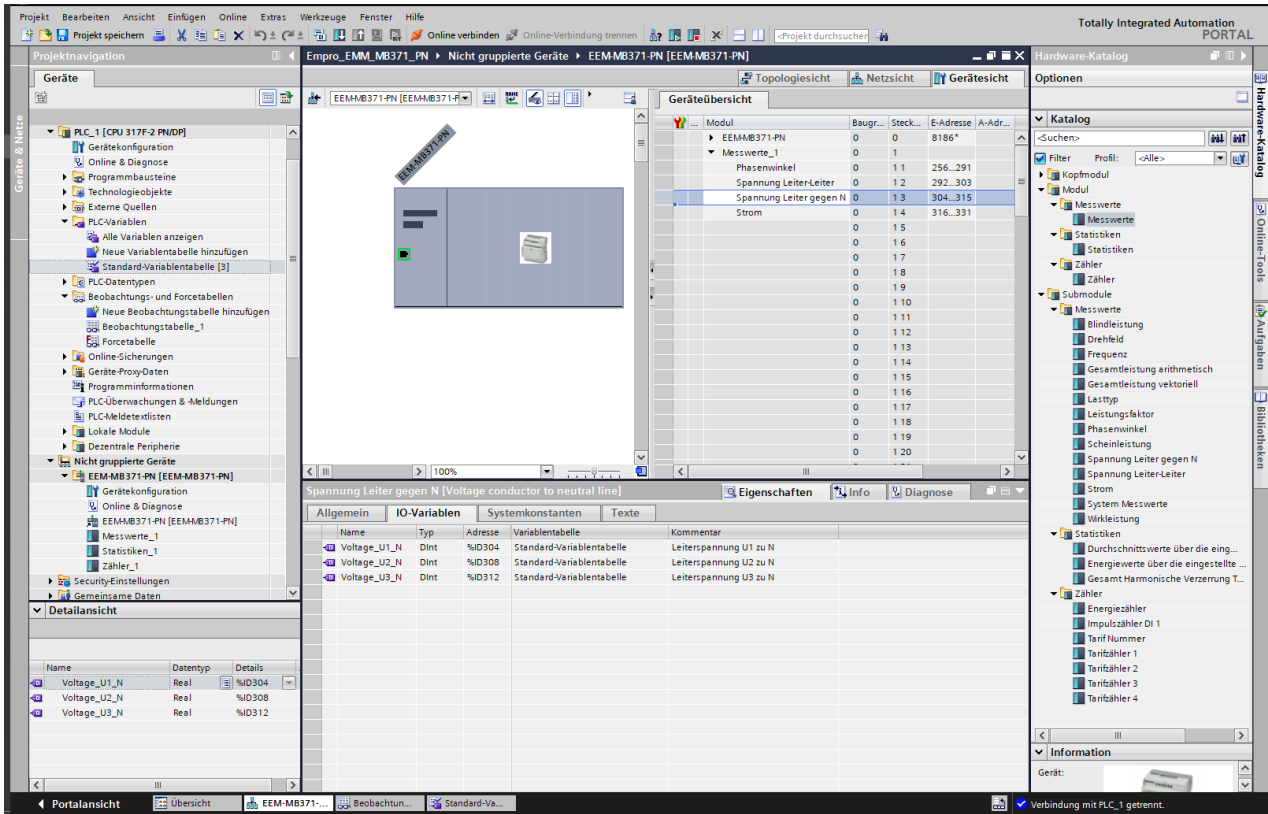 Projekt Bearbeiten Ansicht Einfügen Online Extras Werkzeuge Fenster Hilfe
Totally Integrated Automation
PORTAL
Projekt speichern Online verbinden Online-Verbindung trennen <Projekt durchsuchen
Projektnavigation
Geräte
Geräte & Netze
PLC_1 [CPU 317F-2 PN/DP]
Gerätekonfiguration
Online & Diagnose
Programmbausteine
Technologieobjekte
Externe Quellen
PLC-Variablen
Alle Variablen anzeigen
Neue Variablentabelle hinzufügen
Standard-Variablentabelle [3]
PLC-Datentypen
Beobachtungs- und Forcetabellen
Neue Beobachtungstabelle hinzufügen
Beobachtungstabelle_1
Forcetabelle
Online-Sicherungen
Geräte-Proxy-Daten
Programminformationen
PLC-Überwachungen & -Meldungen
PLC-Meldetextlisten
Lokale Module
Dezentrale Peripherie
Nicht gruppierte Geräte
EEM-MB371-PN [EEM-MB371-PN]
Gerätekonfiguration
Online & Diagnose
EEM-MB371-PN [EEM-MB371-PN]
Messwerte_1
Statistiken_1
Zähler_1
Security-Einstellungen
Gemeinsame Daten
Detailansicht
Name Datentyp Details
Voltage_U1_N Real %ID304
Voltage_U2_N Real %ID308
Voltage_U3_N Real %ID312
Empro_EMM_MB371_PN Nicht gruppierte Geräte EEM-MB371-PN [EEM-MB371-PN]
Topologiesicht Netzsicht Gerätesicht
EEM-MB371-PN [EEM-MB371-P
EEM-MB371-PN
100%
Geräteübersicht
... Modul Baugr... Steck... E-Adresse A-Adr...
EEM-MB371-PN 0 0 8186*
Messwerte_1 0 1
Phasenwinkel 0 1 1 256...291
Spannung Leiter-Leiter 0 1 2 292...303
Spannung Leiter gegen N 0 1 3 304...315
Strom 0 1 4 316...331
0 1 5
0 1 6
0 1 7
0 1 8
0 1 9
0 1 10
0 1 11
0 1 12
0 1 13
0 1 14
0 1 15
0 1 16
0 1 17
0 1 18
0 1 19
0 1 20
Spannung Leiter gegen N [Voltage conductor to neutral line]
Eigenschaften Info Diagnose
Allgemein IO-Variablen Systemkonstanten Texte
Name Typ Adresse Variablentabelle Kommentar
Voltage_U1_N DInt %ID304 Standard-Variablentabelle Leiterspannung U1 zu N
Voltage_U2_N DInt %ID308 Standard-Variablentabelle Leiterspannung U2 zu N
Voltage_U3_N DInt %ID312 Standard-Variablentabelle Leiterspannung U3 zu N
Hardware-Katalog
Optionen
Katalog
<Suchen>
Filter Profil: <Alle>
Kopfmodul
Modul
Messwerte
Messwerte
Statistiken
Statistiken
Zähler
Zähler
Submodule
Messwerte
Blindleistung
Drehfeld
Frequenz
Gesamtleistung arithmetisch
Gesamtleistung vektoriell
Lasttyp
Leistungsfaktor
Phasenwinkel
Scheinleistung
Spannung Leiter gegen N
Spannung Leiter-Leiter
Strom
System Messwerte
Wirkleistung
Statistiken
Durchschnittswerte über die eing...
Energiewerte über die eingestellte ...
Gesamt Harmonische Verzerrung T...
Zähler
Energiezähler
Impulszähler DI 1
Tarif Nummer
Tarifzähler 1
Tarifzähler 2
Tarifzähler 3
Tarifzähler 4
Information
Gerät:
Hardware-Katalog
Online-Tools
Aufgaben
Bibliotheken
Portalansicht Übersicht EEM-MB371-... Beobachtun... Standard-Va... Verbindung mit PLC_1 getrennt.